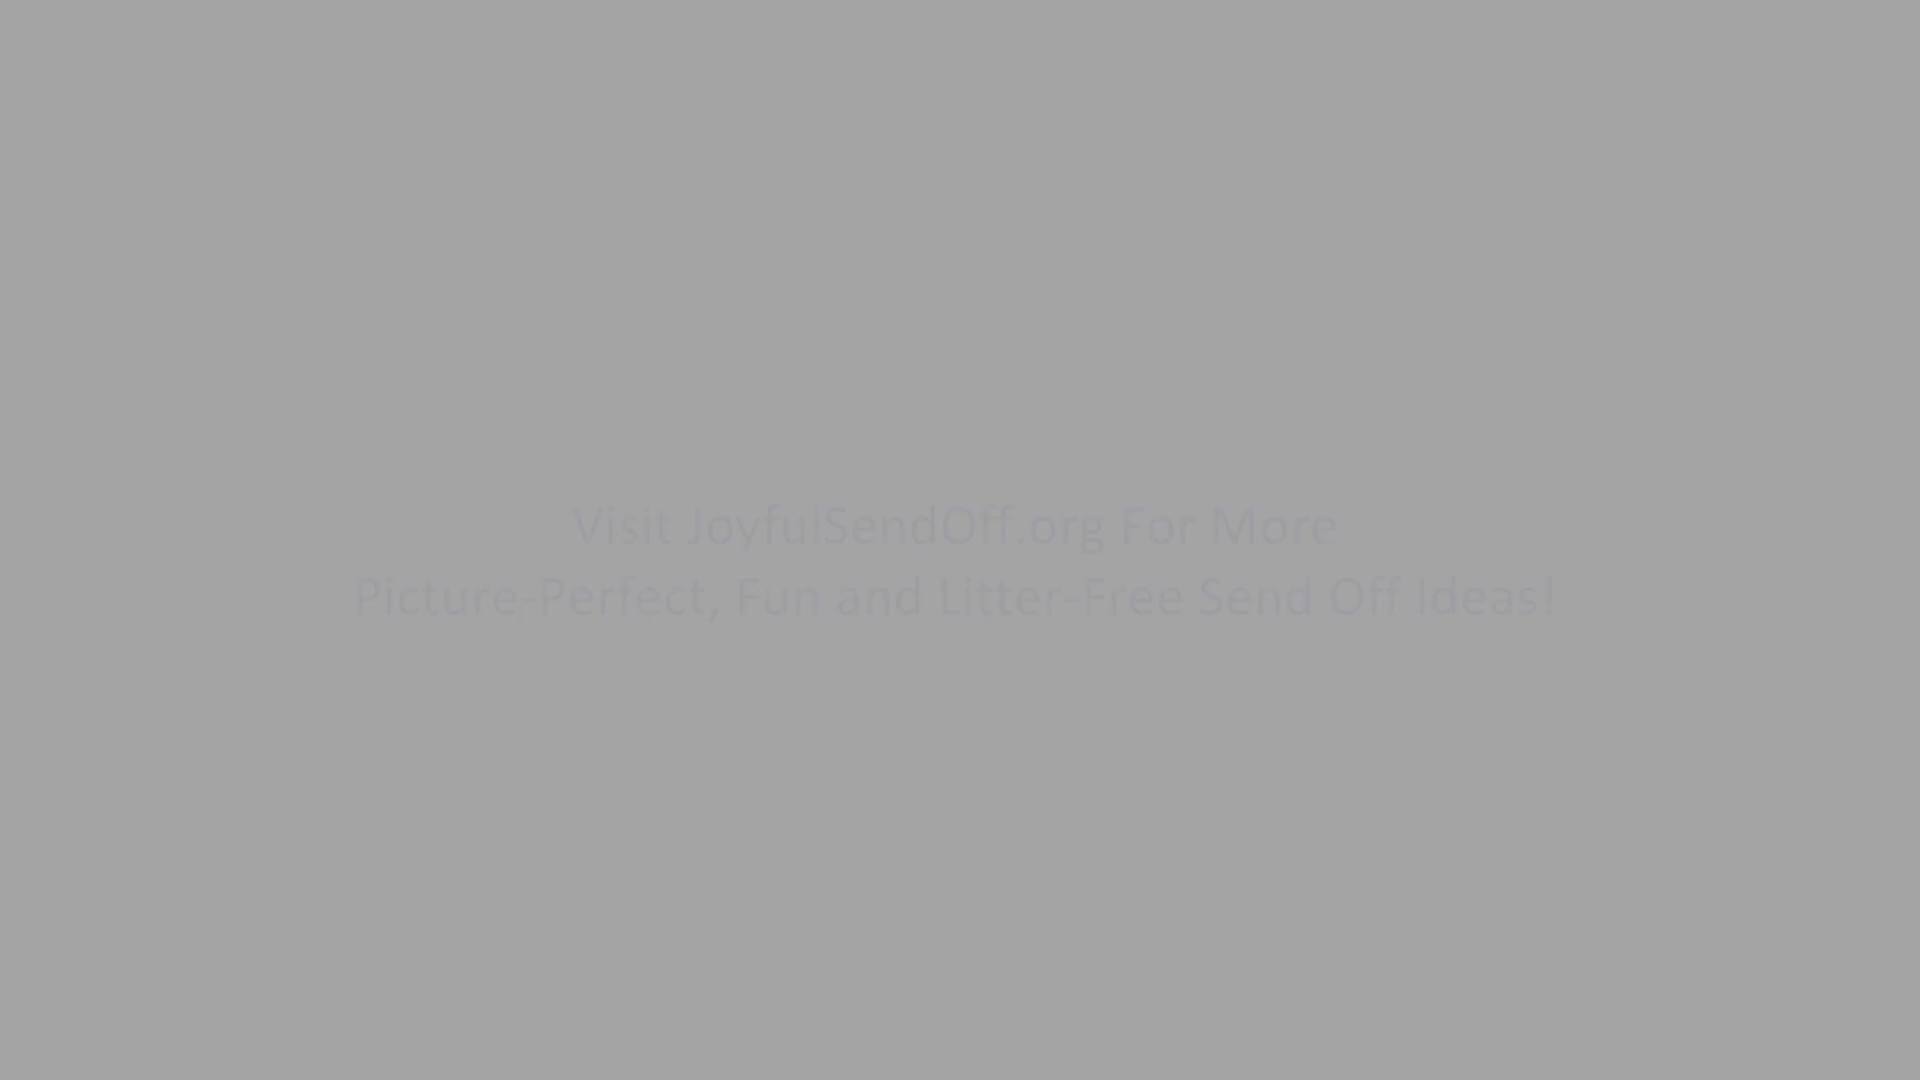 Visit JoyfulSendOff.org For More
Picture-Perfect, Fun and Litter-Free Send Off Ideas!